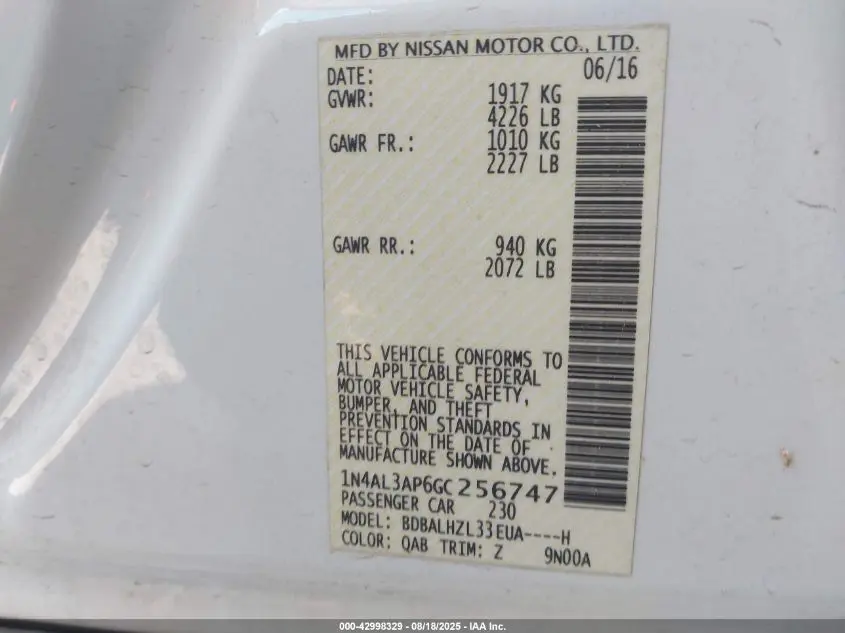 MFD BY NISSAN MOTOR CO., LTD.
DATE: 06/16
GVWR: 1917 KG
4226 LB
GAWR FR.: 1010 KG
2227 LB
GAWR RR.: 940 KG
2072 LB
THIS VEHICLE CONFORMS TO
ALL APPLICABLE FEDERAL
MOTOR VEHICLE SAFETY,
BUMPER, AND THEFT
PREVENTION STANDARDS IN
EFFECT ON THE DATE OF
MANUFACTURE SHOWN ABOVE.
1N4AL3AP6GC256747
PASSENGER CAR 230
MODEL: BDBALHZL33EUA----H
COLOR: QAB TRIM: Z 9N00A
000-42998329 - 08/18/2025 - IAA Inc.